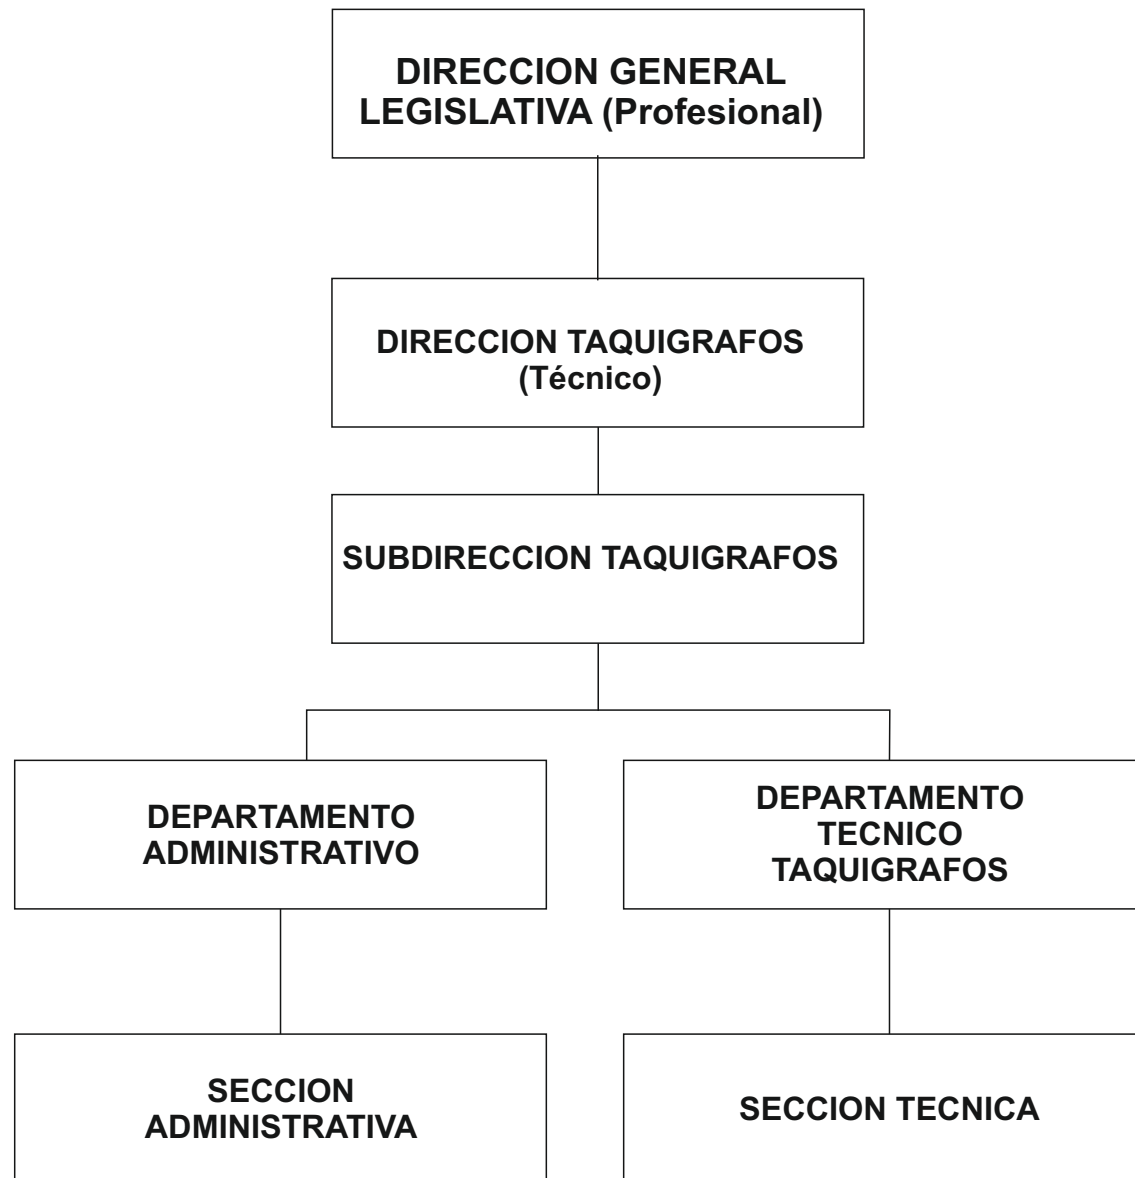 DIRECCION GENERAL
LEGISLATIVA (Profesional)
DIRECCION TAQUIGRAFOS
(Técnico)
SUBDIRECCION TAQUIGRAFOS
DEPARTAMENTO
ADMINISTRATIVO
DEPARTAMENTO
TECNICO
TAQUIGRAFOS
SECCION
ADMINISTRATIVA
SECCION TECNICA